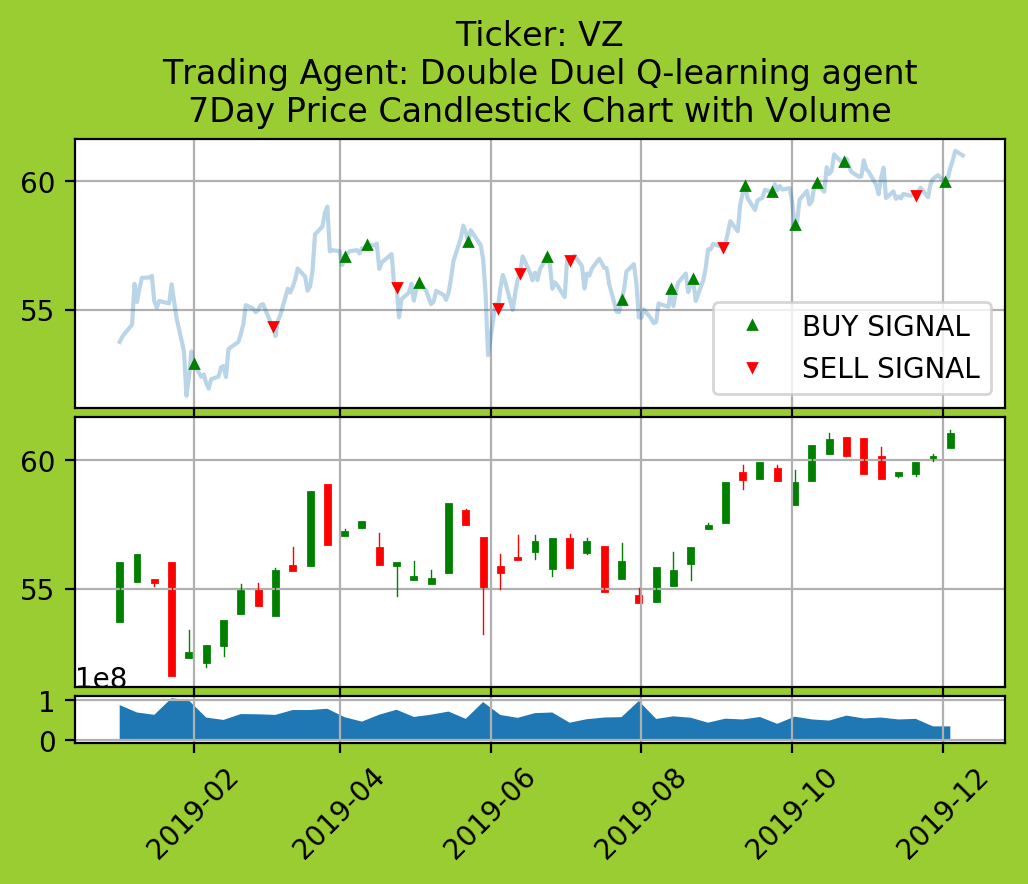 Ticker: VZ
Trading Agent: Double Duel Q-learning agent
7Day Price Candlestick Chart with Volume
60
55
BUY SIGNAL
SELL SIGNAL
60
55
1e8
1
0
2019-02
2019-04
2019-06
2019-08
2019-10
2019-12